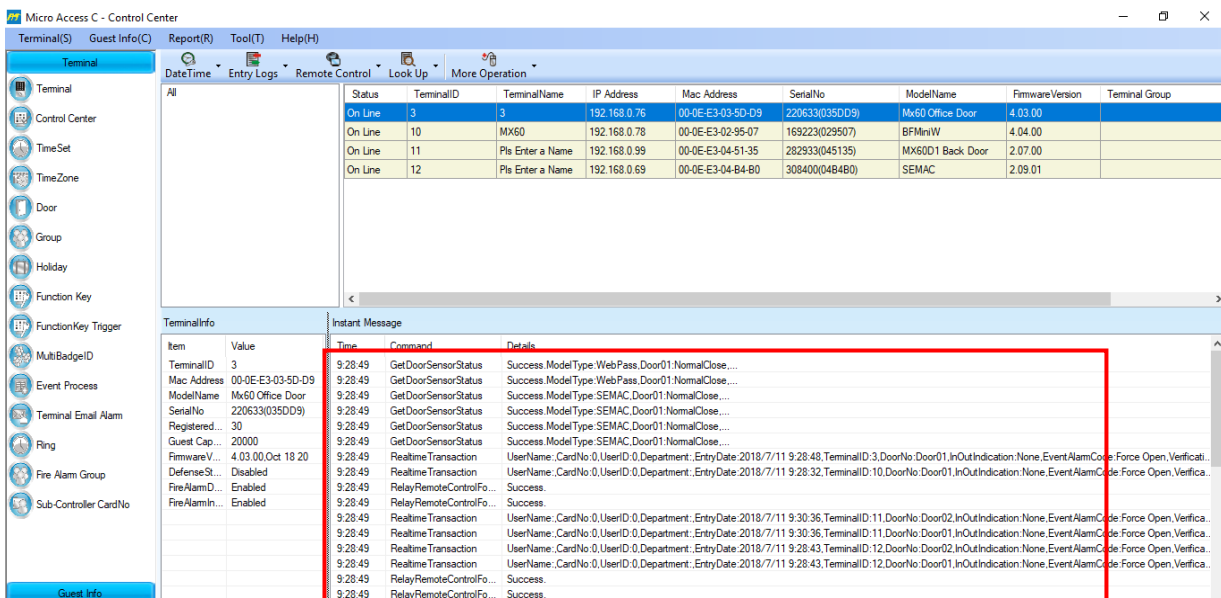 Micro Access C - Control Center
Terminal(S) Guest Info(C) Report(R) Tool(T) Help(H)
Terminal
DateTime Entry Logs Remote Control Look Up More Operation
Terminal
Control Center
TimeSet
TimeZone
Door
Group
Holiday
Function Key
FunctionKey Trigger
MultiBadgeID
Event Process
Terminal Email Alarm
Ring
Fire Alarm Group
Sub-Controller CardNo
Guest Info
All
Status TerminalID TerminalName IP Address Mac Address SerialNo ModelName FirmwareVersion Terminal Group
On Line 3 3 192.168.0.76 00-0E-E3-03-5D-D9 220633(035DD9) Mx60 Office Door 4.03.00
On Line 10 MX60 192.168.0.78 00-0E-E3-02-95-07 169223(029507) BFMiniW 4.04.00
On Line 11 Pls Enter a Name 192.168.0.99 00-0E-E3-04-51-35 282933(045135) MX60D1 Back Door 2.07.00
On Line 12 Pls Enter a Name 192.168.0.69 00-0E-E3-04-B4-B0 308400(04B4B0) SEMAC 2.09.01
TerminalInfo
Item Value
TerminalID 3
Mac Address 00-0E-E3-03-5D-D9
ModelName Mx60 Office Door
SerialNo 220633(035DD9)
Registered... 30
Guest Cap... 20000
FirmwareV... 4.03.00,Oct 18 20
DefenseSt... Disabled
FireAlarmD... Enabled
FireAlarmIn... Enabled
Instant Message
Time Command Details
9:28:49 GetDoorSensorStatus Success.ModelType:WebPass,Door01:NormalClose,...
9:28:49 GetDoorSensorStatus Success.ModelType:WebPass,Door01:NormalClose,...
9:28:49 GetDoorSensorStatus Success.ModelType:SEMAC,Door01:NormalClose,...
9:28:49 GetDoorSensorStatus Success.ModelType:SEMAC,Door01:NormalClose,...
9:28:49 GetDoorSensorStatus Success.ModelType:SEMAC,Door01:NormalClose,...
9:28:49 RealtimeTransaction UserName:,CardNo:0,UserID:0,Department:,EntryDate:2018/7/11 9:28:48,TerminalID:3,DoorNo:Door01,InOutIndication:None,EventAlarmCode:Force Open,Verificati...
9:28:49 RealtimeTransaction UserName:,CardNo:0,UserID:0,Department:,EntryDate:2018/7/11 9:28:32,TerminalID:10,DoorNo:Door01,InOutIndication:None,EventAlarmCode:Force Open,Verifica...
9:28:49 RelayRemoteControlFo... Success.
9:28:49 RelayRemoteControlFo... Success.
9:28:49 RealtimeTransaction UserName:,CardNo:0,UserID:0,Department:,EntryDate:2018/7/11 9:30:36,TerminalID:11,DoorNo:Door02,InOutIndication:None,EventAlarmCode:Force Open,Verifica...
9:28:49 RealtimeTransaction UserName:,CardNo:0,UserID:0,Department:,EntryDate:2018/7/11 9:30:36,TerminalID:11,DoorNo:Door01,InOutIndication:None,EventAlarmCode:Force Open,Verifica...
9:28:49 RealtimeTransaction UserName:,CardNo:0,UserID:0,Department:,EntryDate:2018/7/11 9:28:43,TerminalID:12,DoorNo:Door02,InOutIndication:None,EventAlarmCode:Force Open,Verifica...
9:28:49 RealtimeTransaction UserName:,CardNo:0,UserID:0,Department:,EntryDate:2018/7/11 9:28:43,TerminalID:12,DoorNo:Door01,InOutIndication:None,EventAlarmCode:Force Open,Verifica...
9:28:49 RelayRemoteControlFo... Success.
9:28:49 RelayRemoteControlFo... Success.